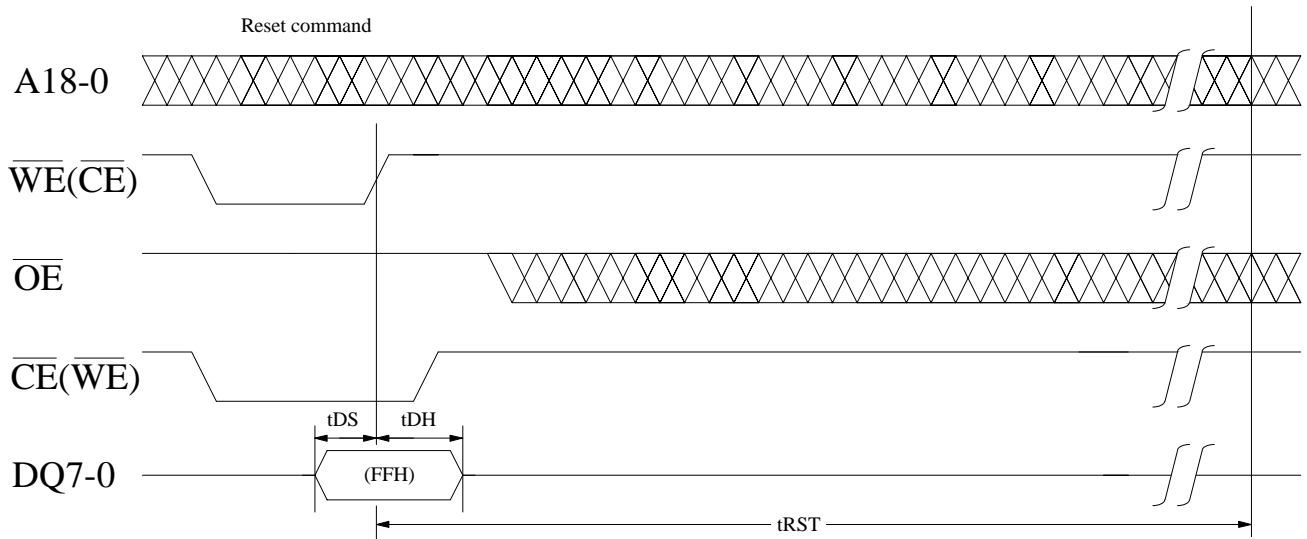 Reset command
A18-0
WE(CE)
OE
CE(WE)
tDS tDH
DQ7-0 (FFH)
tRST